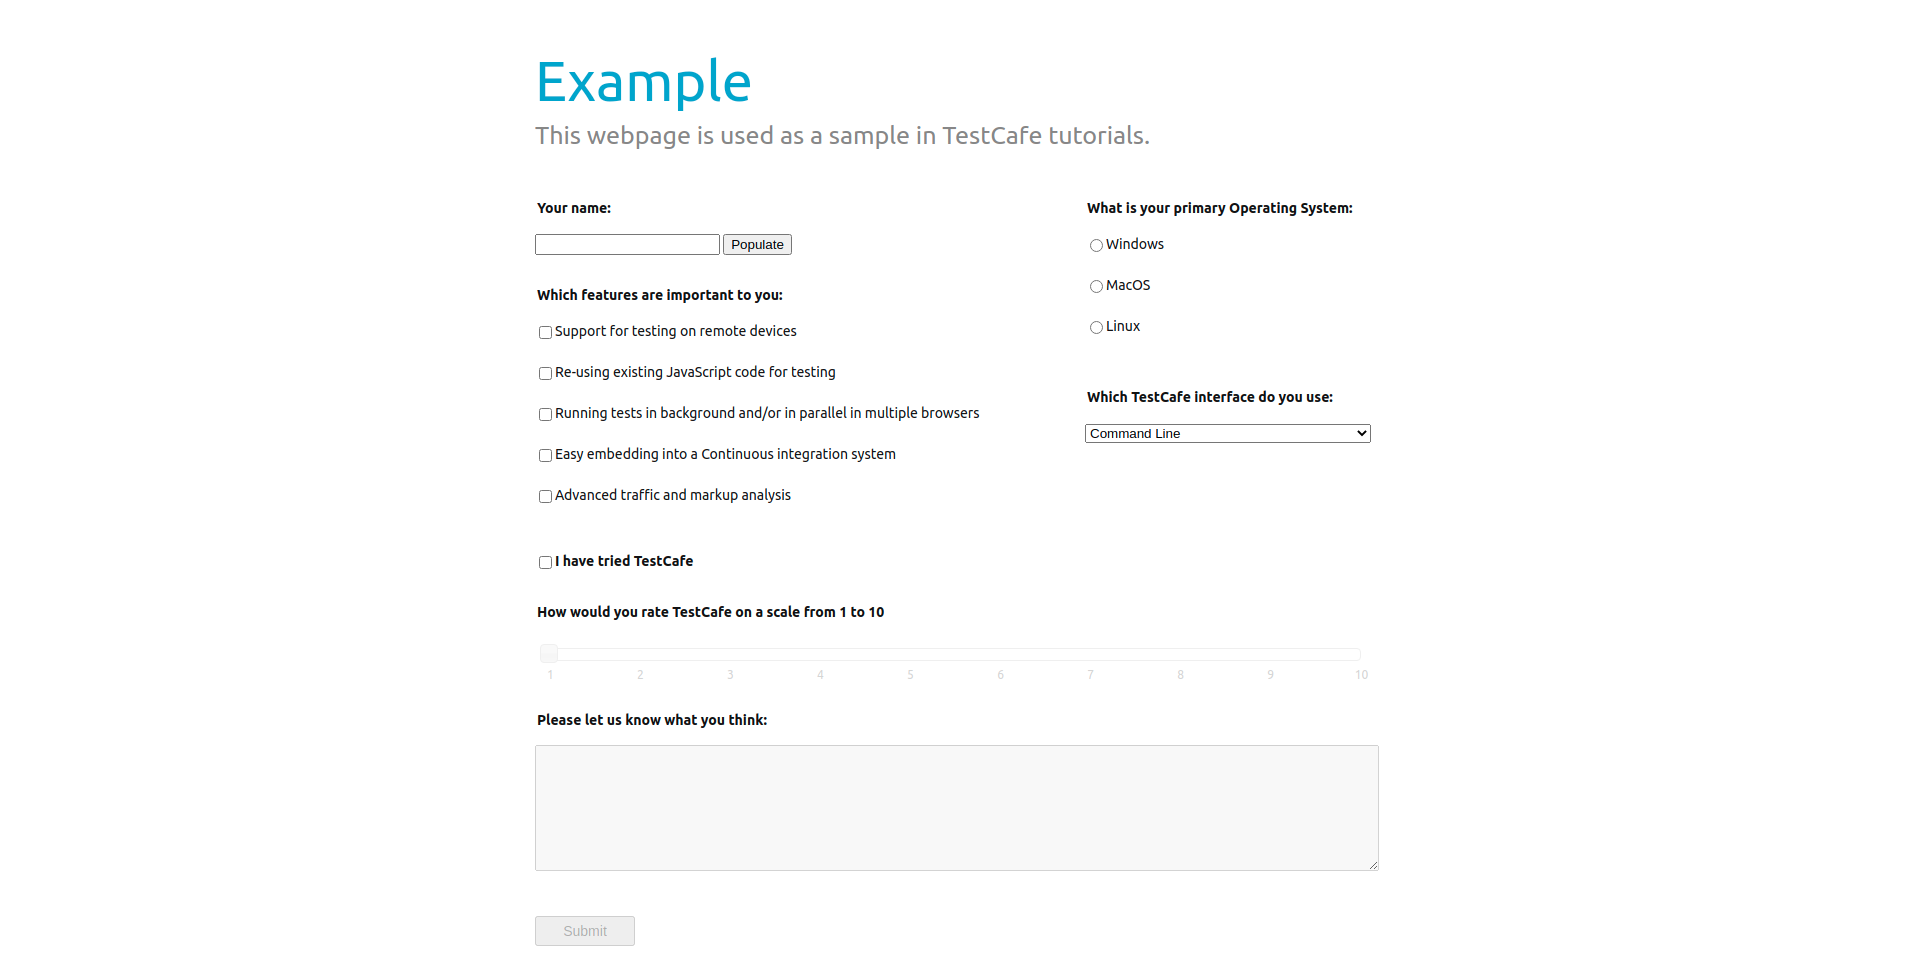 Example
This webpage is used as a sample in TestCafe tutorials.
Your name:
Populate
Which features are important to you:
Support for testing on remote devices
Re-using existing JavaScript code for testing
Running tests in background and/or in parallel in multiple browsers
Easy embedding into a Continuous integration system
Advanced traffic and markup analysis
What is your primary Operating System:
Windows
MacOS
Linux
Which TestCafe interface do you use:
Command Line
I have tried TestCafe
How would you rate TestCafe on a scale from 1 to 10
1 2 3 4 5 6 7 8 9 10
Please let us know what you think:
Submit